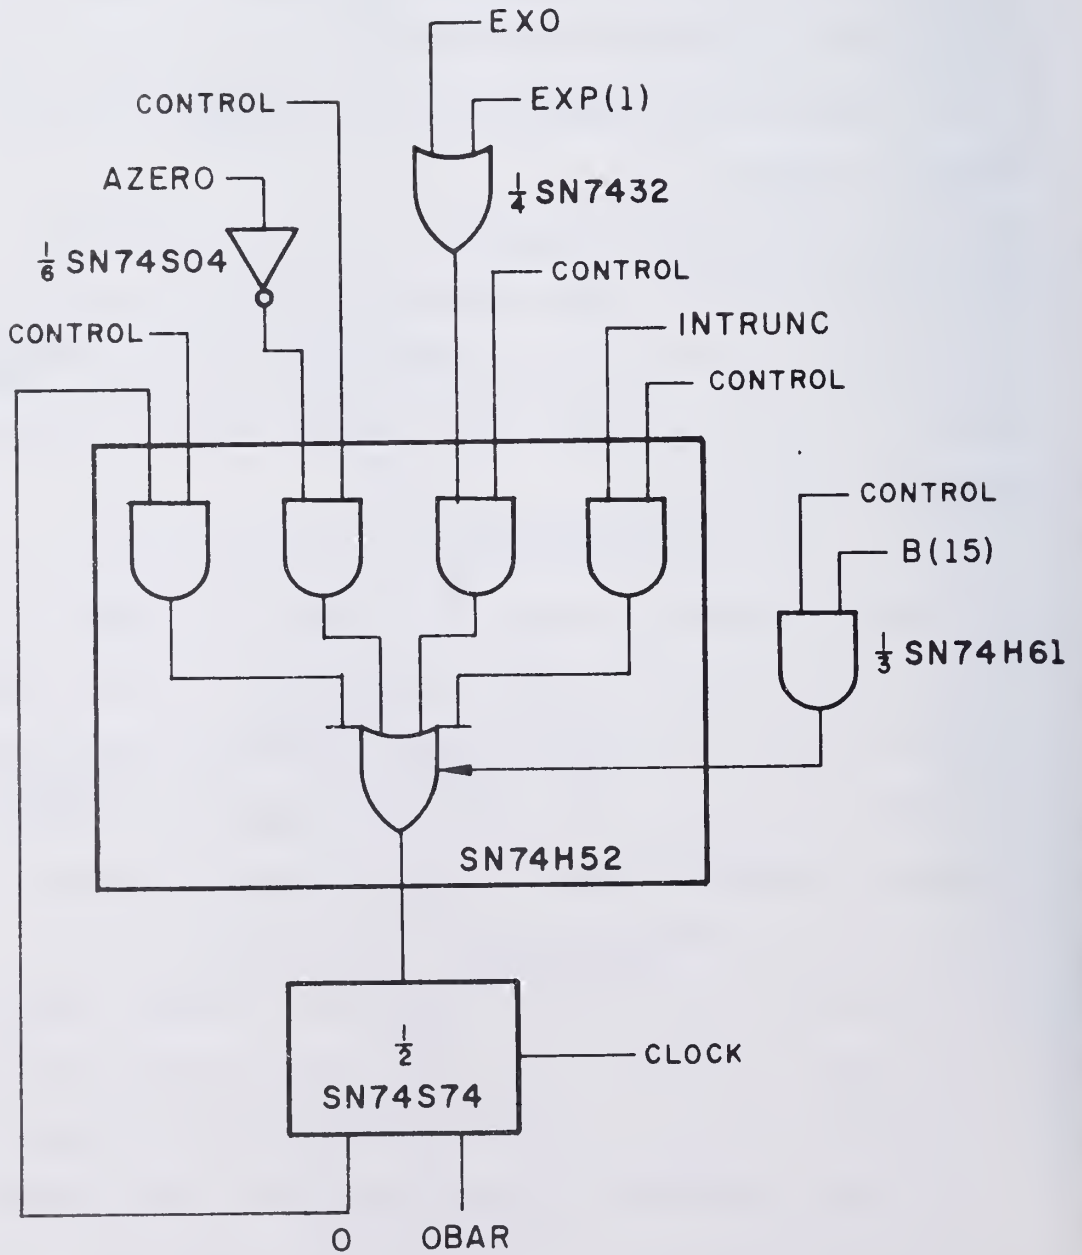 EXO
CONTROL
EXP(1)
AZERO
1/4 SN7432
1/6 SN74S04
CONTROL
CONTROL
INTRUNC
CONTROL
CONTROL
B(15)
1/3 SN74H61
SN74H52
1/2
SN74S74
CLOCK
O
OBAR